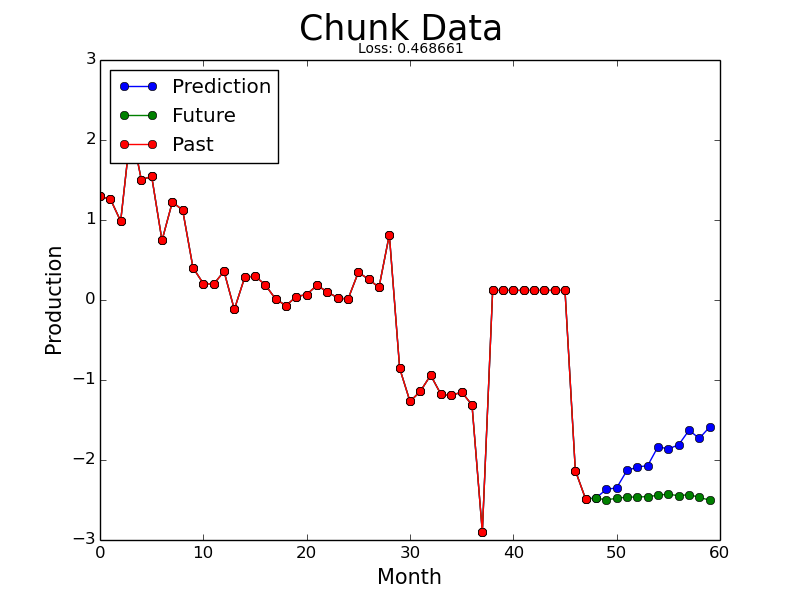 Chunk Data
Loss: 0.468661
Prediction
Future
Past
3
2
1
0
−1
−2
−3
Production
0 10 20 30 40 50 60
Month